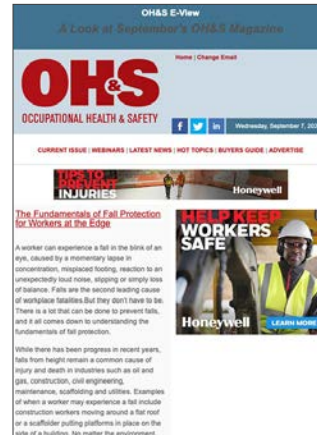 OH&S E-View
A Look at September's OH&S Magazine
Home | Change Email
OH&S
OCCUPATIONAL HEALTH & SAFETY
Wednesday, September 7, 202
CURRENT ISSUE | WEBINARS | LATEST NEWS | HOT TOPICS | BUYERS GUIDE | ADVERTISE
TIPS TO
PREVENT
INJURIES
Honeywell
The Fundamentals of Fall Protection
for Workers at the Edge
A worker can experience a fall in the blink of an
eye, caused by a momentary lapse in
concentration, misplaced footing, reaction to an
unexpectedly loud noise, slipping or simply loss
of balance. Falls are the second leading cause
of workplace fatalities.But they don't have to be.
There is a lot that can be done to prevent falls,
and it all comes down to understanding the
fundamentals of fall protection.
While there has been progress in recent years,
falls from height remain a common cause of
injury and death in industries such as oil and
gas, construction, civil engineering,
maintenance, scaffolding and utilities. Examples
of when a worker may experience a fall include
construction workers moving around a flat roof
or a scaffolder putting platforms in place on the
side of a building. No matter the environment
HELP KEEP
WORKERS
SAFE
Honeywell
LEARN MORE